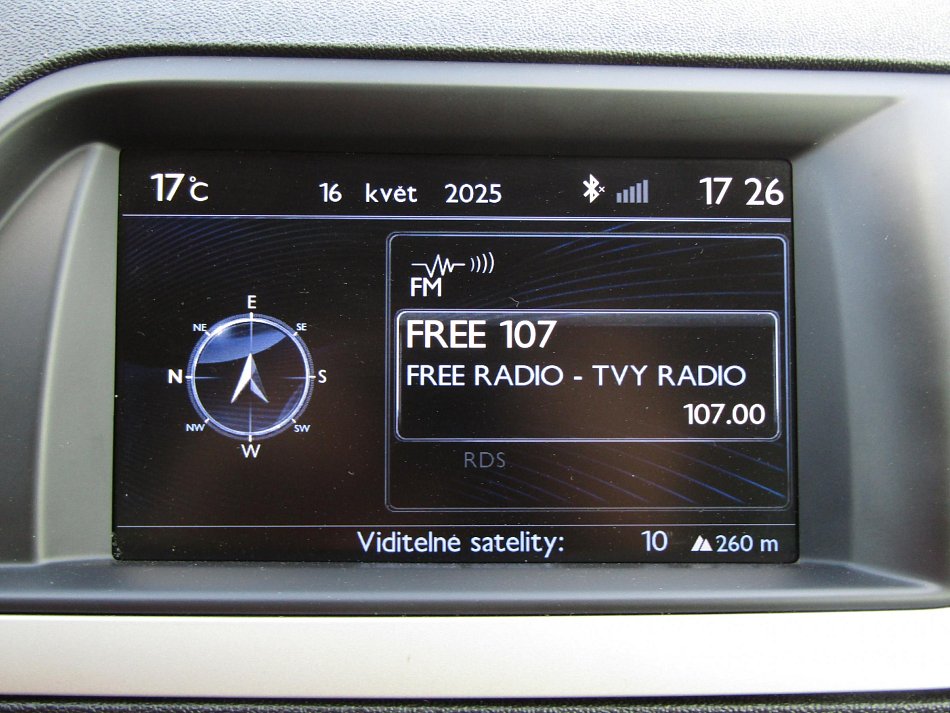 17°C 16 květ 2025 17 26
FM
FREE 107
FREE RADIO - TVY RADIO
107.00
RDS
E
NE SE
N S
NW SW
W
Viditelné satelity: 10 260 m